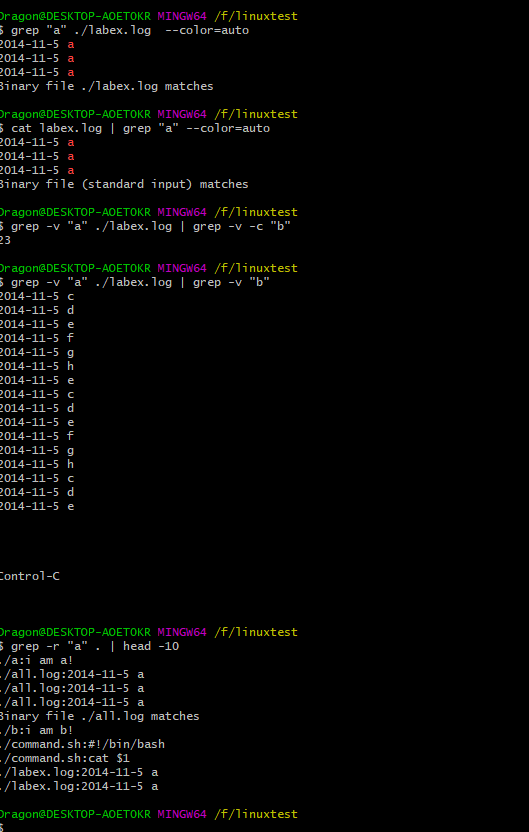 Dragon@DESKTOP-AOETOKR MINGW64 /f/linuxtest
$ grep "a" ./labex.log  --color=auto
2014-11-5 a
2014-11-5 a
2014-11-5 a
Binary file ./labex.log matches
Dragon@DESKTOP-AOETOKR MINGW64 /f/linuxtest
$ cat labex.log | grep "a" --color=auto
2014-11-5 a
2014-11-5 a
2014-11-5 a
Binary file (standard input) matches
Dragon@DESKTOP-AOETOKR MINGW64 /f/linuxtest
$ grep -v "a" ./labex.log | grep -v -c "b"
23
Dragon@DESKTOP-AOETOKR MINGW64 /f/linuxtest
$ grep -v "a" ./labex.log | grep -v "b"
2014-11-5 c
2014-11-5 d
2014-11-5 e
2014-11-5 f
2014-11-5 g
2014-11-5 h
2014-11-5 e
2014-11-5 c
2014-11-5 d
2014-11-5 e
2014-11-5 f
2014-11-5 g
2014-11-5 h
2014-11-5 c
2014-11-5 d
2014-11-5 e
Control-C
Dragon@DESKTOP-AOETOKR MINGW64 /f/linuxtest
$ grep -r "a" . | head -10
./a:i am a!
./all.log:2014-11-5 a
./all.log:2014-11-5 a
./all.log:2014-11-5 a
Binary file ./all.log matches
./b:i am b!
./command.sh:#!/bin/bash
./command.sh:cat $1
./labex.log:2014-11-5 a
./labex.log:2014-11-5 a
Dragon@DESKTOP-AOETOKR MINGW64 /f/linuxtest
$